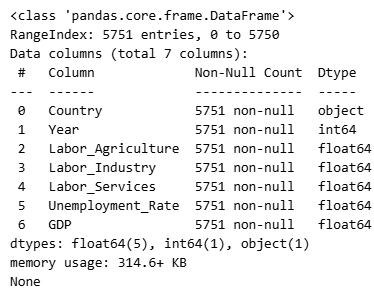 <class 'pandas.core.frame.DataFrame'>
RangeIndex: 5751 entries, 0 to 5750
Data columns (total 7 columns):
 #   Column             Non-Null Count  Dtype
---  ------             --------------  -----
 0   Country            5751 non-null   object
 1   Year               5751 non-null   int64
 2   Labor_Agriculture  5751 non-null   float64
 3   Labor_Industry     5751 non-null   float64
 4   Labor_Services     5751 non-null   float64
 5   Unemployment_Rate  5751 non-null   float64
 6   GDP                5751 non-null   float64
dtypes: float64(5), int64(1), object(1)
memory usage: 314.6+ KB
None